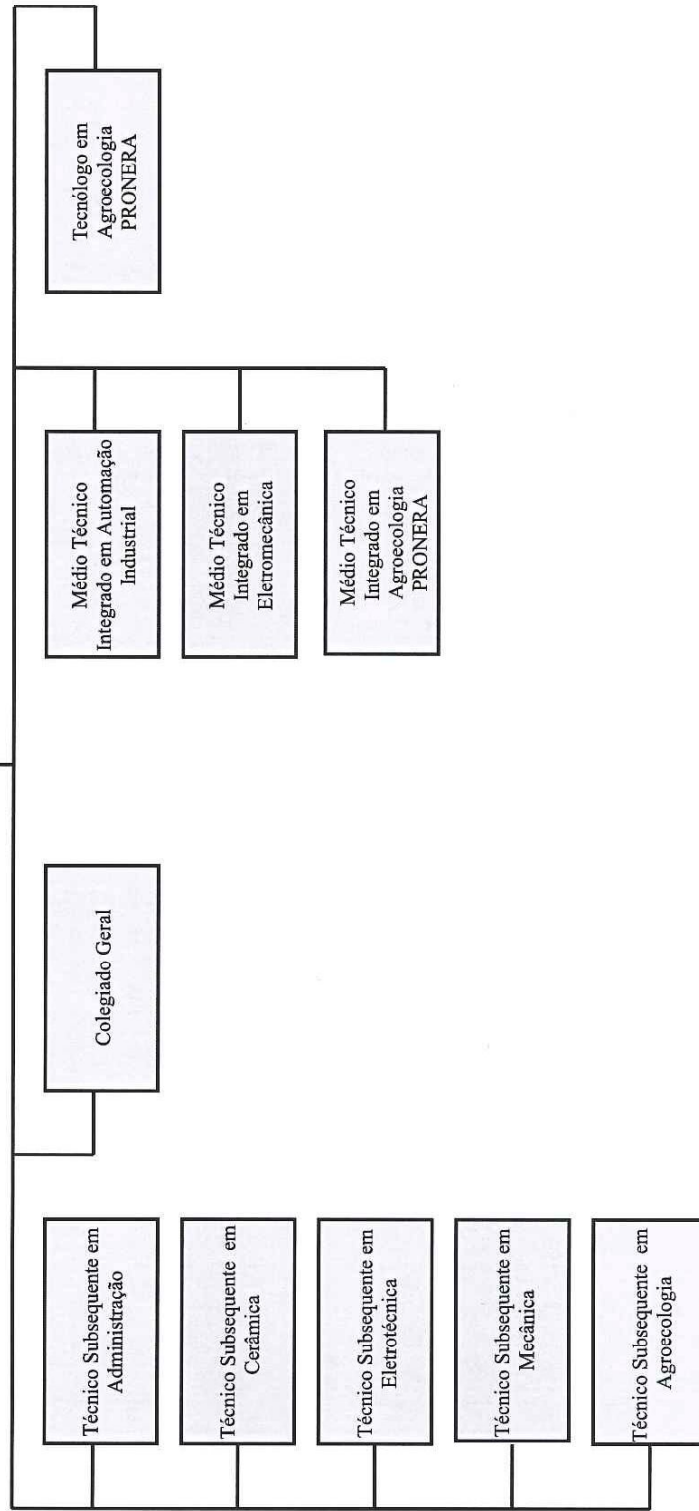 Técnico Subsequente em
Administração
Técnico Subsequente em
Cerâmica
Técnico Subsequente em
Eletrotécnica
Técnico Subsequente em
Mecânica
Técnico Subsequente em
Agroecologia
Colegiado Geral
Médio Técnico
Integrado em Automação
Industrial
Médio Técnico
Integrado em
Eletromecânica
Médio Técnico
Integrado em
Agroecologia
PRONERA
Tecnólogo em
Agroecologia
PRONERA